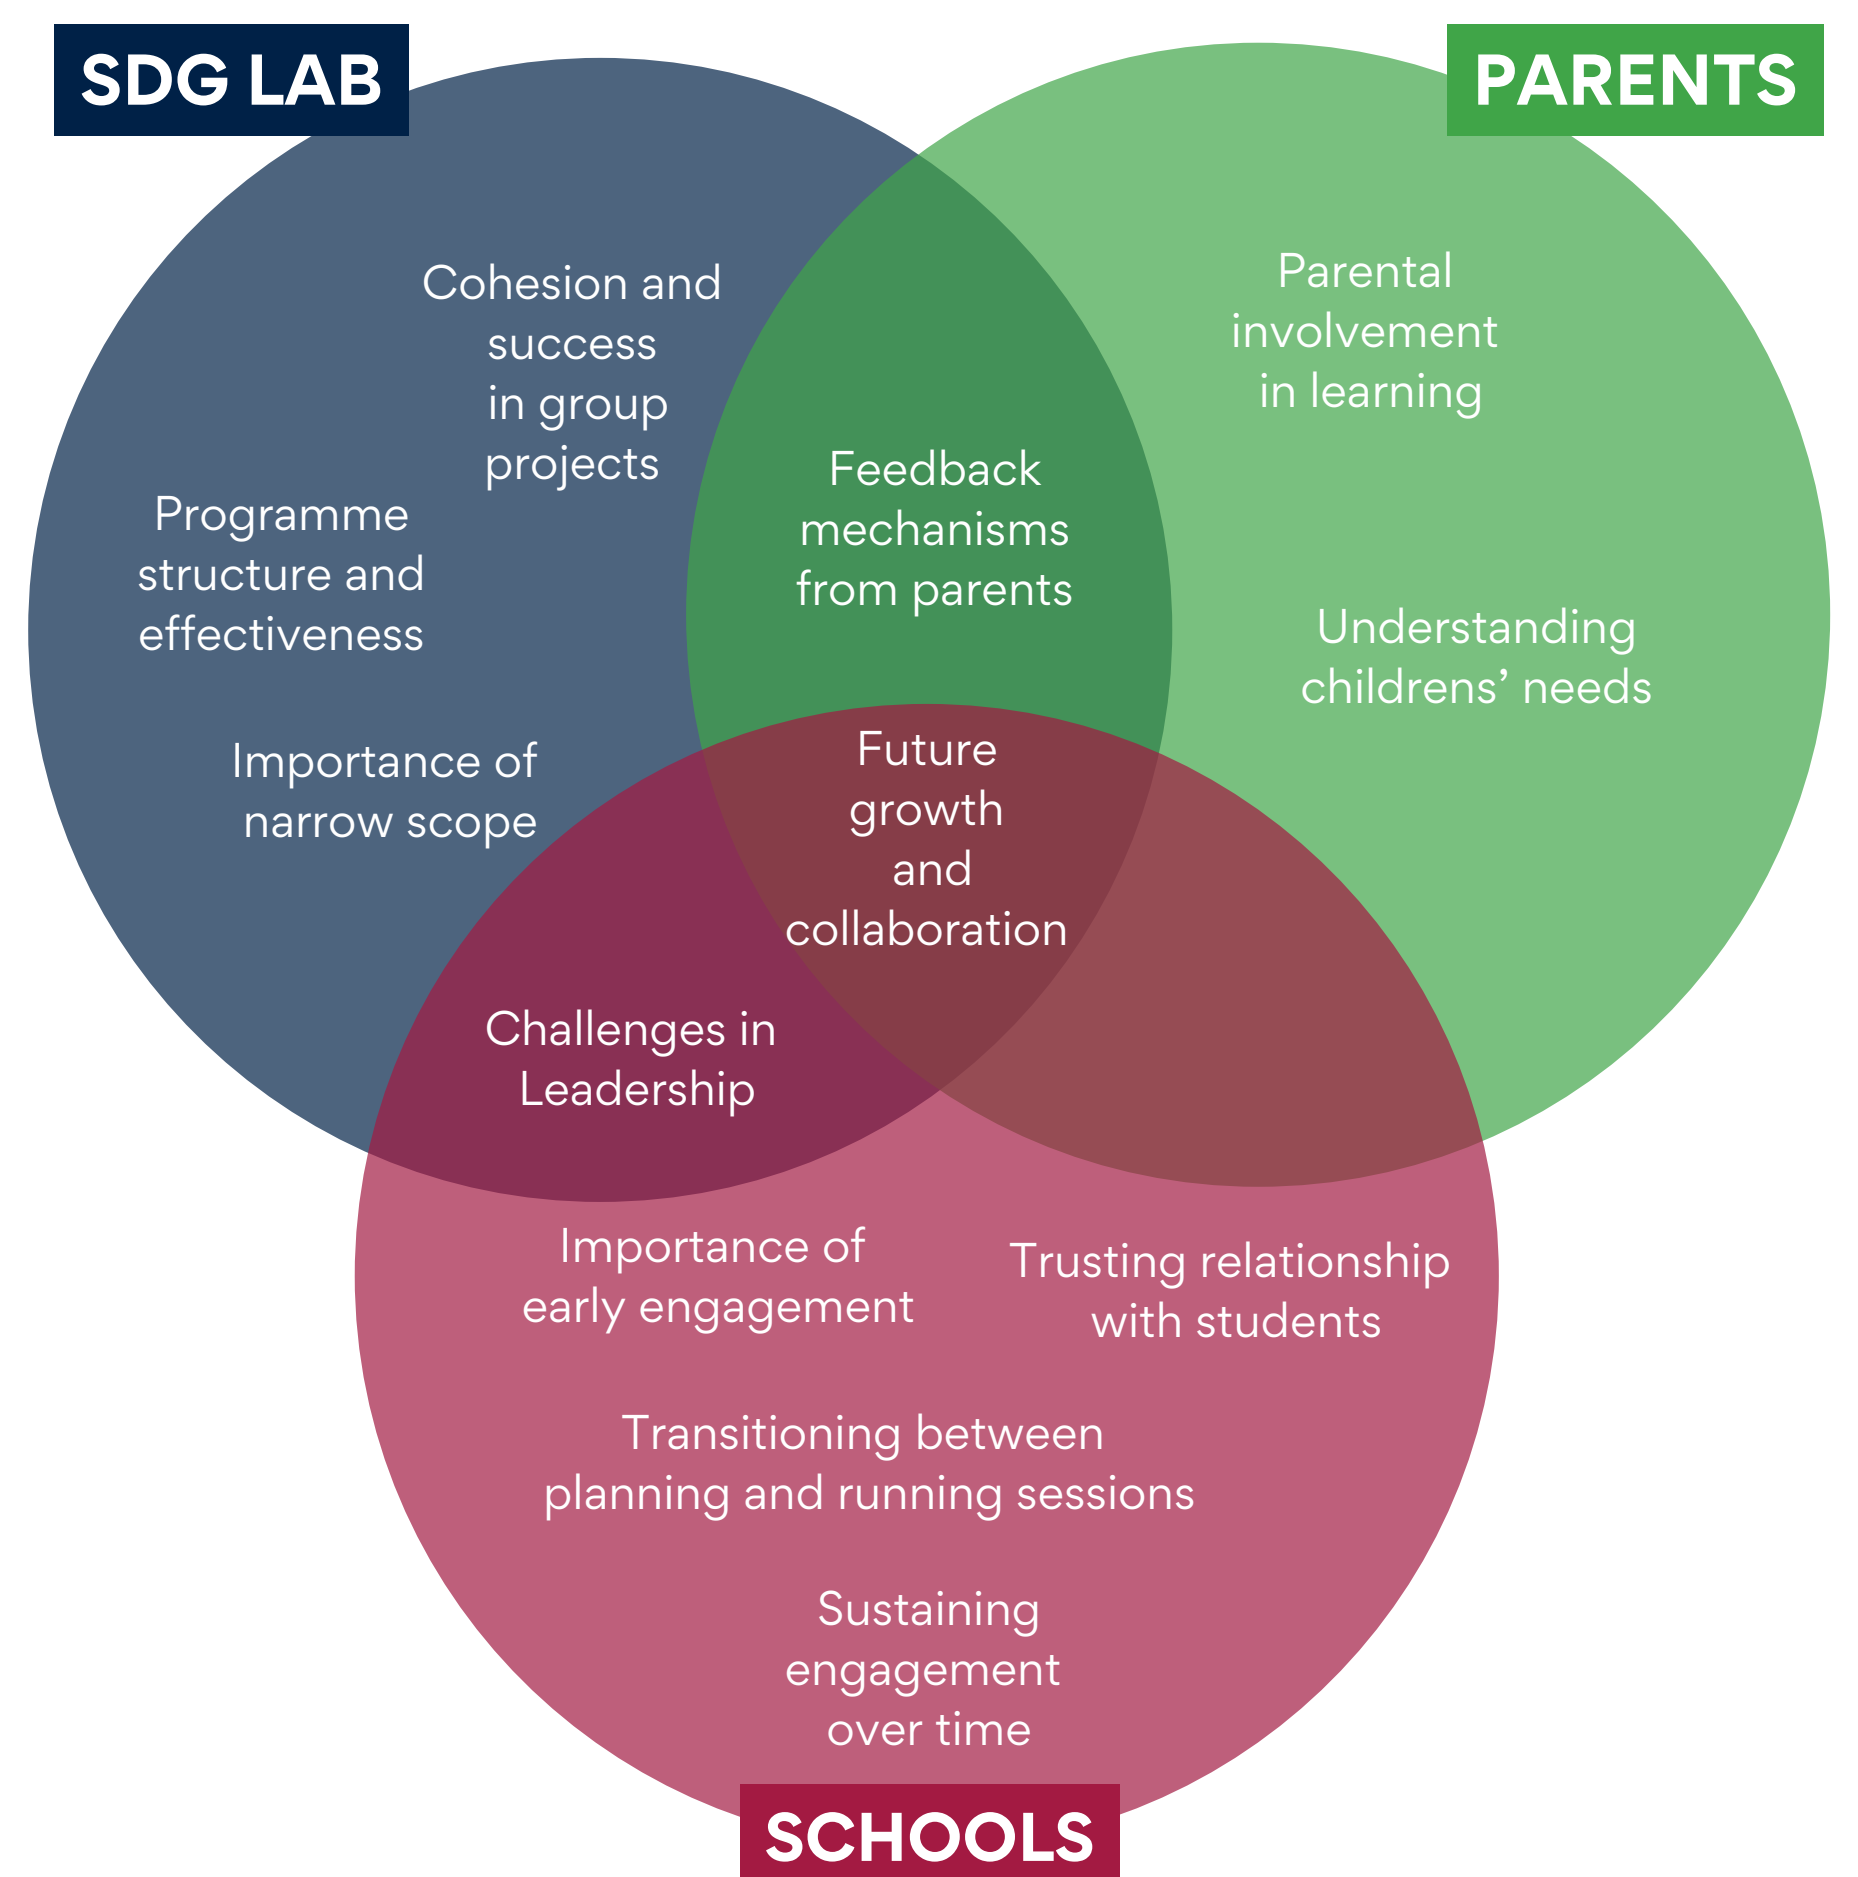 SDG LAB
PARENTS
Cohesion and
success
in group
projects
Programme
structure and
effectiveness
Importance of
narrow scope
Feedback
mechanisms
from parents
Parental
involvement
in learning
Understanding
childrens’ needs
Future
growth
and
collaboration
Challenges in
Leadership
Importance of
early engagement
Trusting relationship
with students
Transitioning between
planning and running sessions
Sustaining
engagement
over time
SCHOOLS